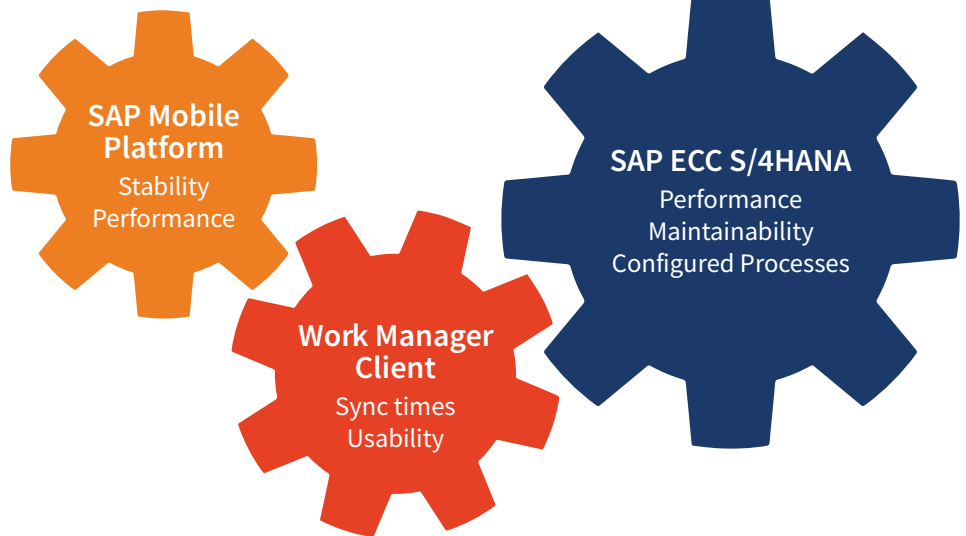 SAP Mobile
Platform
Stability
Performance
Work Manager
Client
Sync times
Usability
SAP ECC S/4HANA
Performance
Maintainability
Configured Processes